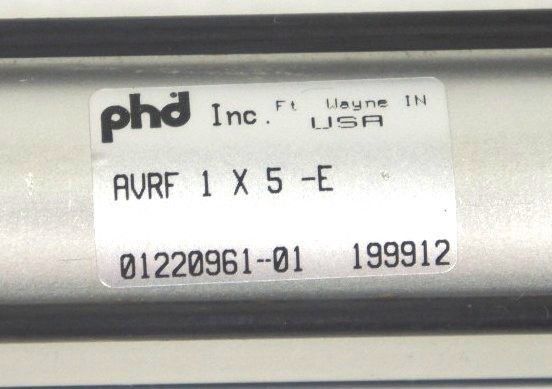 phd Inc. Ft Wayne IN
USA
AVRF 1 X 5 -E
01220961-01 199912